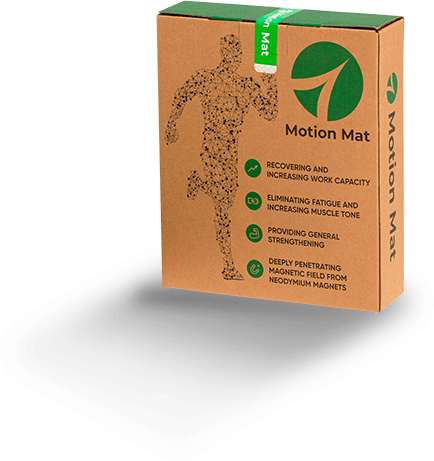 Motion Mat
Motion Mat
RECOVERING AND
INCREASING WORK CAPACITY
ELIMINATING FATIGUE AND
INCREASING MUSCLE TONE
PROVIDING GENERAL
STRENGTHENING
DEEPLY PENETRATING
MAGNETIC FIELD FROM
NEODYMIUM MAGNETS
Motion Mat